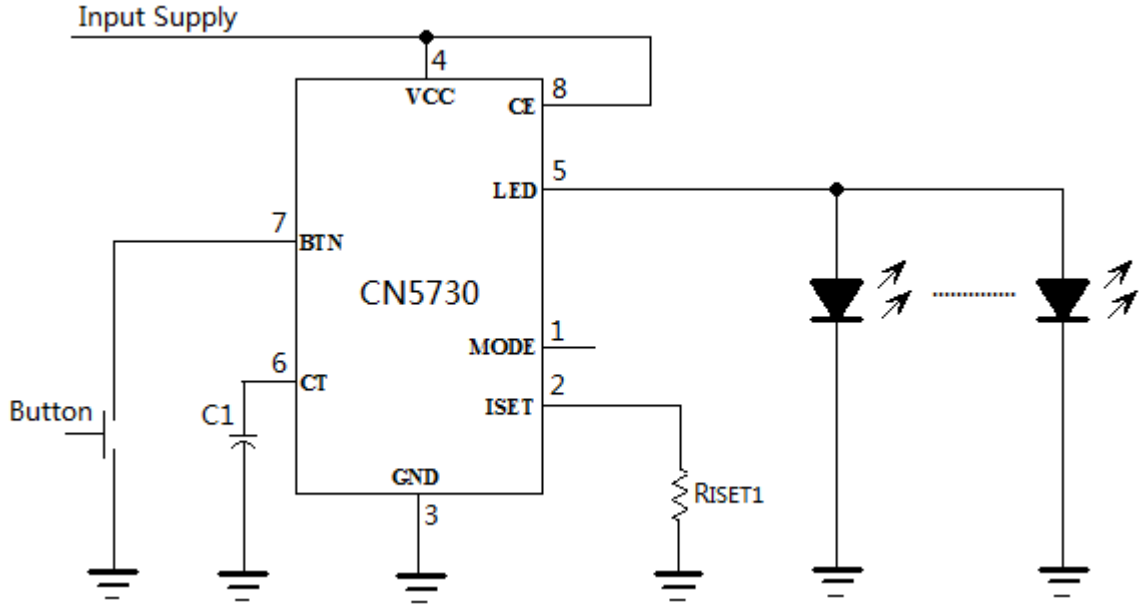 Input Supply
4
VCC
8
CE
5
LED
7
BTN
CN5730
1
MODE
6
CT
2
ISET
Button
C1
GND
3
RISET1